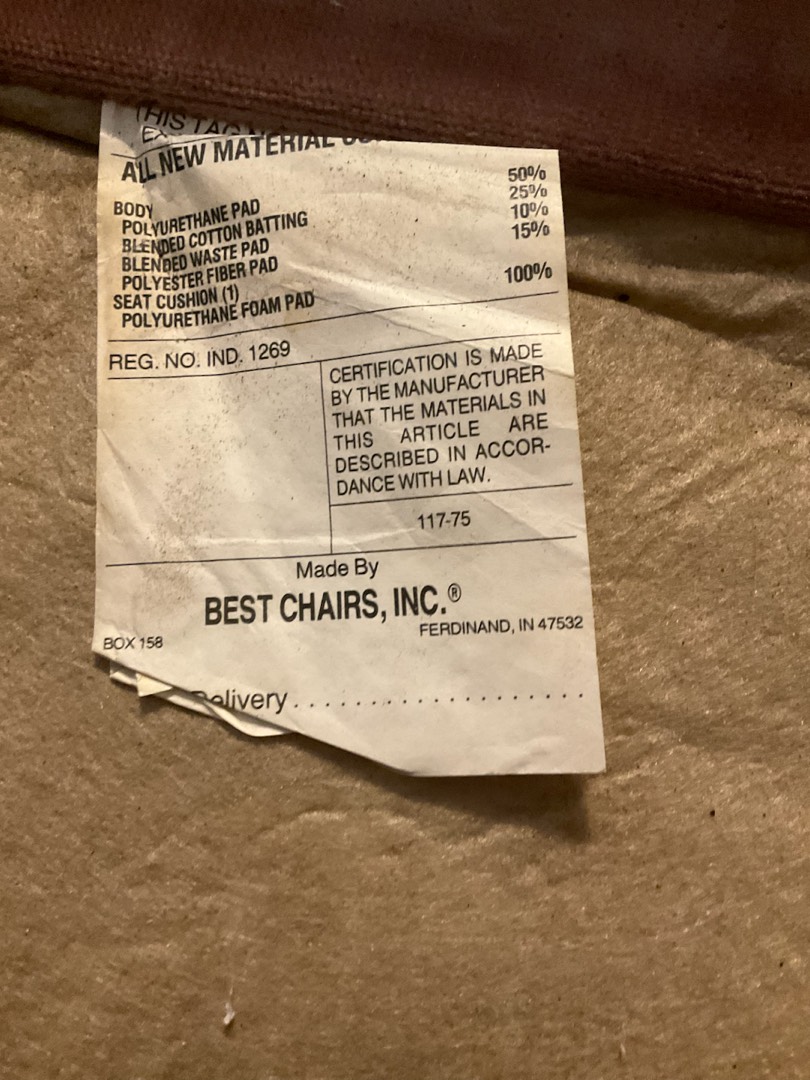 THIS TAG
ALL NEW MATERIAL
BODY
POLYURETHANE PAD 50%
BLENDED COTTON BATTING 25%
BLENDED WASTE PAD 10%
POLYESTER FIBER PAD 15%
SEAT CUSHION (1)
POLYURETHANE FOAM PAD 100%
REG. NO. IND. 1269
CERTIFICATION IS MADE
BY THE MANUFACTURER
THAT THE MATERIALS IN
THIS ARTICLE ARE
DESCRIBED IN ACCOR-
DANCE WITH LAW.
117-75
Made By
BEST CHAIRS, INC.®
BOX 158 FERDINAND, IN 47532
Delivery . . . . . . . . . . . . . . . . . .